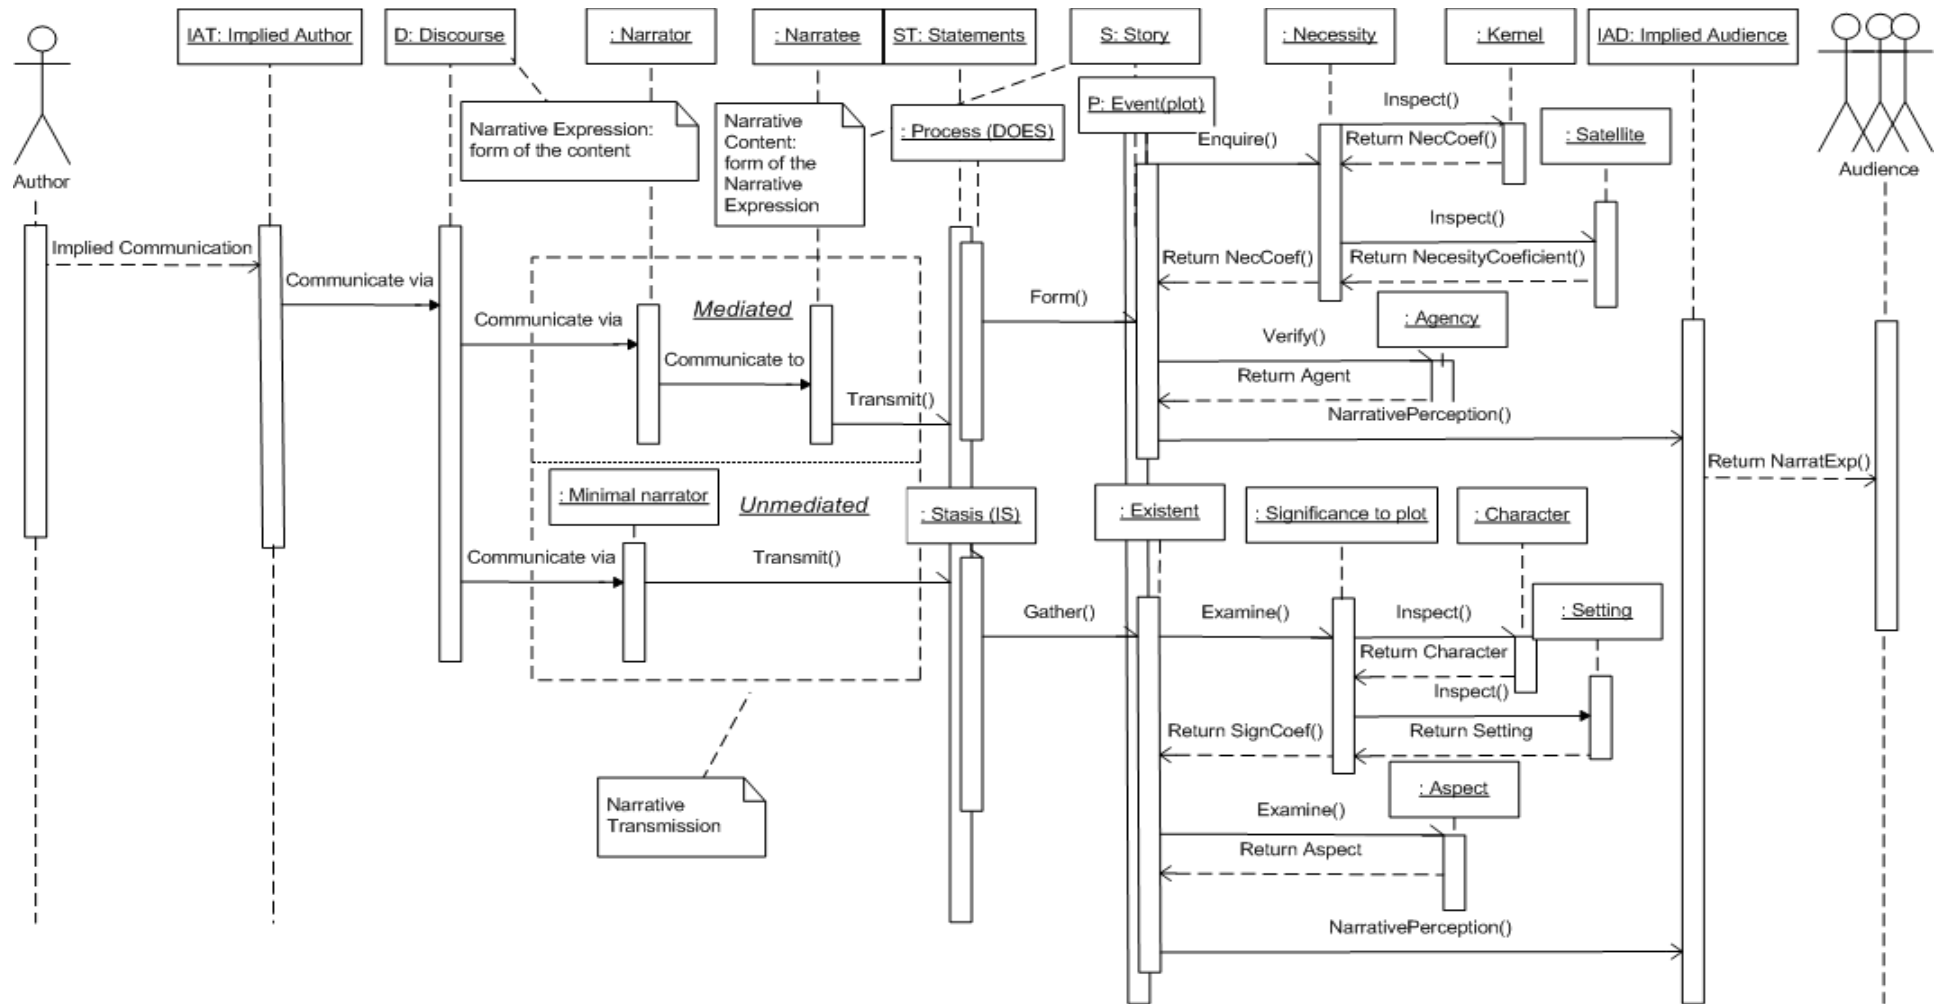 IAT: Implied Author
D: Discourse
: Narrator
: Narratee
ST: Statements
S: Story
: Necessity
: Kernel
IAD: Implied Audience
Author
Audience
Narrative Expression:
form of the content
Narrative
Content:
form of the
Narrative
Expression
: Process (DOES)
P: Event(plot)
Inspect()
Enquire()
Return NecCoef()
: Satellite
Inspect()
Return NecCoef()
Return NecesityCoeficient()
Implied Communication
Communicate via
Communicate via
Mediated
Communicate to
Transmit()
Form()
: Agency
Verify()
Return Agent
NarrativePerception()
Return NarratExp()
: Minimal narrator
Unmediated
: Stasis (IS)
: Existent
: Significance to plot
: Character
Communicate via
Transmit()
Gather()
Examine()
Inspect()
: Setting
Return Character
Inspect()
Return SignCoef()
Return Setting
Narrative
Transmission
: Aspect
Examine()
Return Aspect
NarrativePerception()